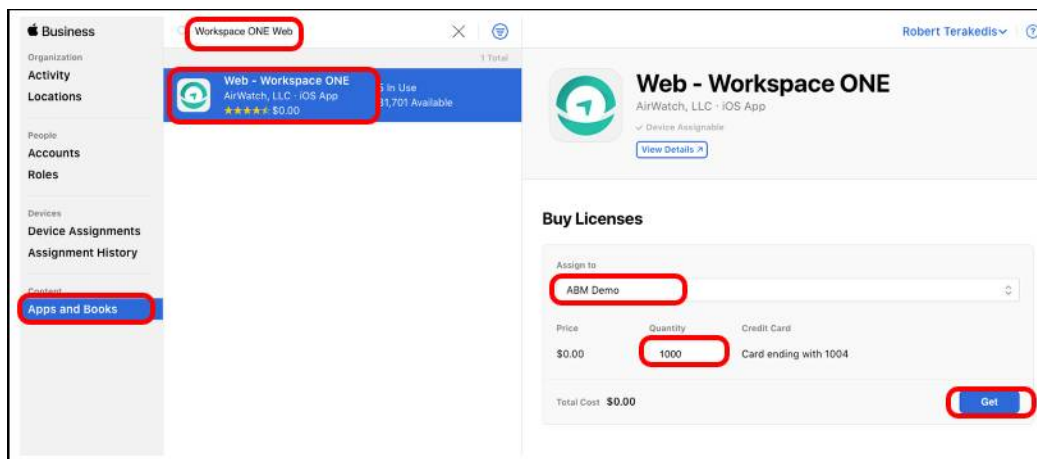 Business
Organization
Activity
Locations
People
Accounts
Roles
Devices
Device Assignments
Assignment History
Content
Apps and Books
Workspace ONE Web
1 Total
Web - Workspace ONE
AirWatch, LLC · iOS App
$0.00
5 In Use
31,701 Available
Robert Terakedis
Web - Workspace ONE
AirWatch, LLC · iOS App
✓ Device Assignable
View Details ↗
Buy Licenses
Assign to
ABM Demo
Price Quantity Credit Card
$0.00 1000 Card ending with 1004
Total Cost $0.00 Get